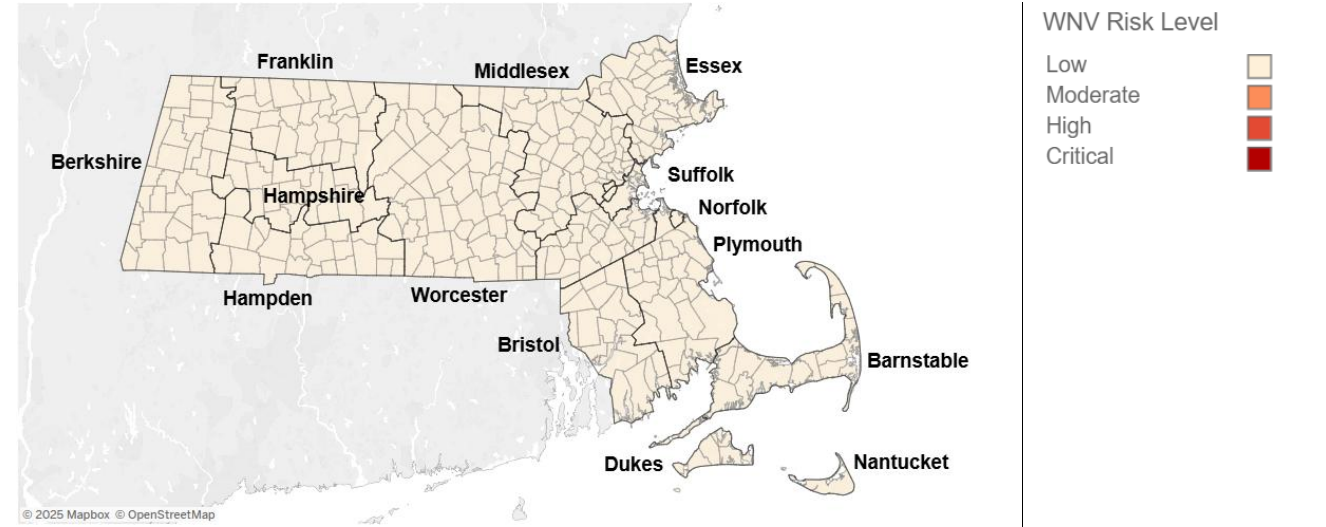 Franklin
Middlesex
Essex
Berkshire
Hampshire
Suffolk
Norfolk
Plymouth
Hampden
Worcester
Bristol
Barnstable
Dukes
Nantucket
© 2025 Mapbox © OpenStreetMap
WNV Risk Level
Low
Moderate
High
Critical